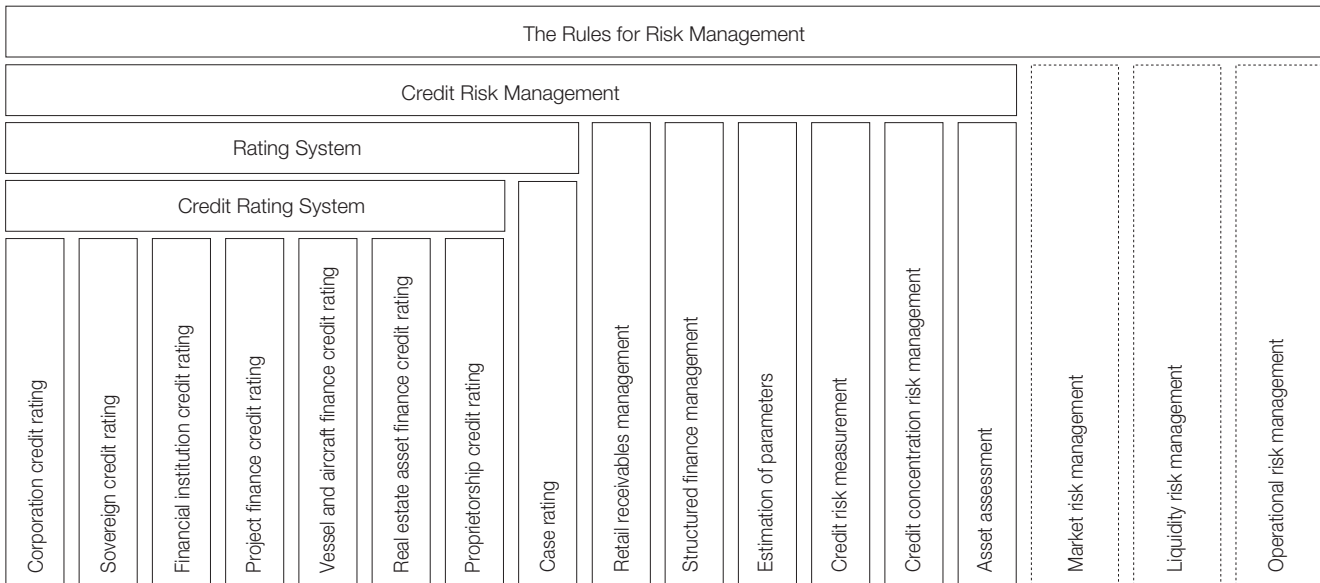 The Rules for Risk Management
Credit Risk Management
Rating System
Credit Rating System
Corporation credit rating
Sovereign credit rating
Financial institution credit rating
Project finance credit rating
Vessel and aircraft finance credit rating
Real estate asset finance credit rating
Proprietorship credit rating
Case rating
Retail receivables management
Structured finance management
Estimation of parameters
Credit risk measurement
Credit concentration risk management
Asset assessment
Market risk management
Liquidity risk management
Operational risk management